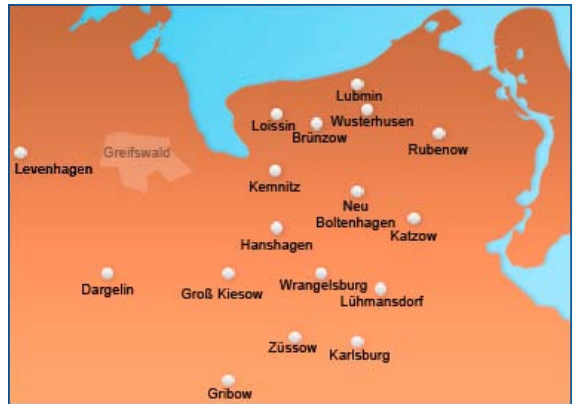 Lubmin
Loissin
Brünzow
Wusterhusen
Rubenow
Greifswald
Levenhagen
Kemnitz
Neu
Boltenhagen
Katzow
Hanshagen
Dargelin
Groß Kiesow
Wrangelsburg
Lühmansdorf
Züssow
Karlsburg
Gribow